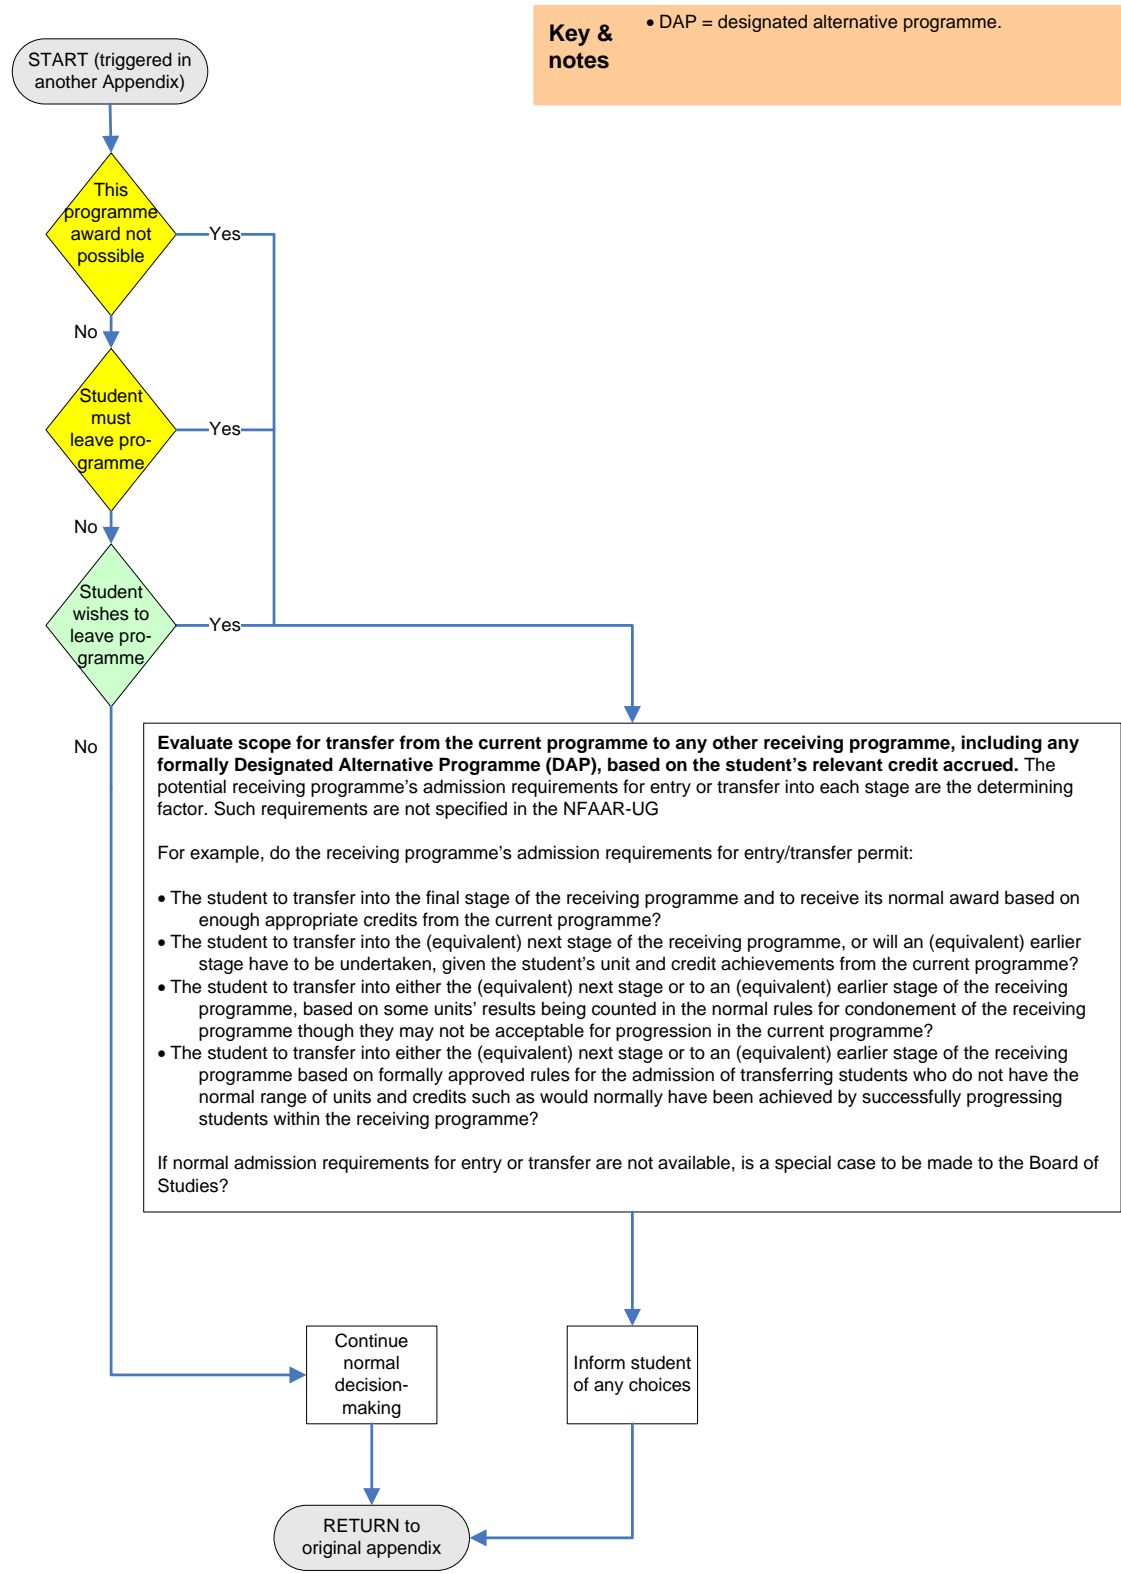 Key &
notes
• DAP = designated alternative programme.
START (triggered in
another Appendix)
This
programme
award not
possible
Yes
No
Student
must
leave pro-
gramme
Yes
No
Student
wishes to
leave pro-
gramme
Yes
No
Evaluate scope for transfer from the current programme to any other receiving programme, including any
formally Designated Alternative Programme (DAP), based on the student’s relevant credit accrued. The
potential receiving programme’s admission requirements for entry or transfer into each stage are the determining
factor. Such requirements are not specified in the NFAAR-UG
For example, do the receiving programme’s admission requirements for entry/transfer permit:
• The student to transfer into the final stage of the receiving programme and to receive its normal award based on
enough appropriate credits from the current programme?
• The student to transfer into the (equivalent) next stage of the receiving programme, or will an (equivalent) earlier
stage have to be undertaken, given the student’s unit and credit achievements from the current programme?
• The student to transfer into either the (equivalent) next stage or to an (equivalent) earlier stage of the receiving
programme, based on some units’ results being counted in the normal rules for condonement of the receiving
programme though they may not be acceptable for progression in the current programme?
• The student to transfer into either the (equivalent) next stage or to an (equivalent) earlier stage of the receiving
programme based on formally approved rules for the admission of transferring students who do not have the
normal range of units and credits such as would normally have been achieved by successfully progressing
students within the receiving programme?
If normal admission requirements for entry or transfer are not available, is a special case to be made to the Board of
Studies?
Continue
normal
decision-
making
Inform student
of any choices
RETURN to
original appendix